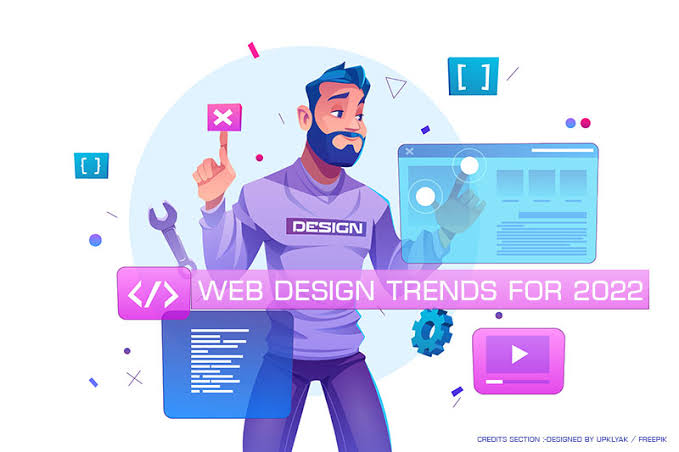 [ ]
{ }
DESIGN
</> WEB DESIGN TRENDS FOR 2022
CREDITS SECTION :-DESIGNED BY UPKLYAK / FREEPIK